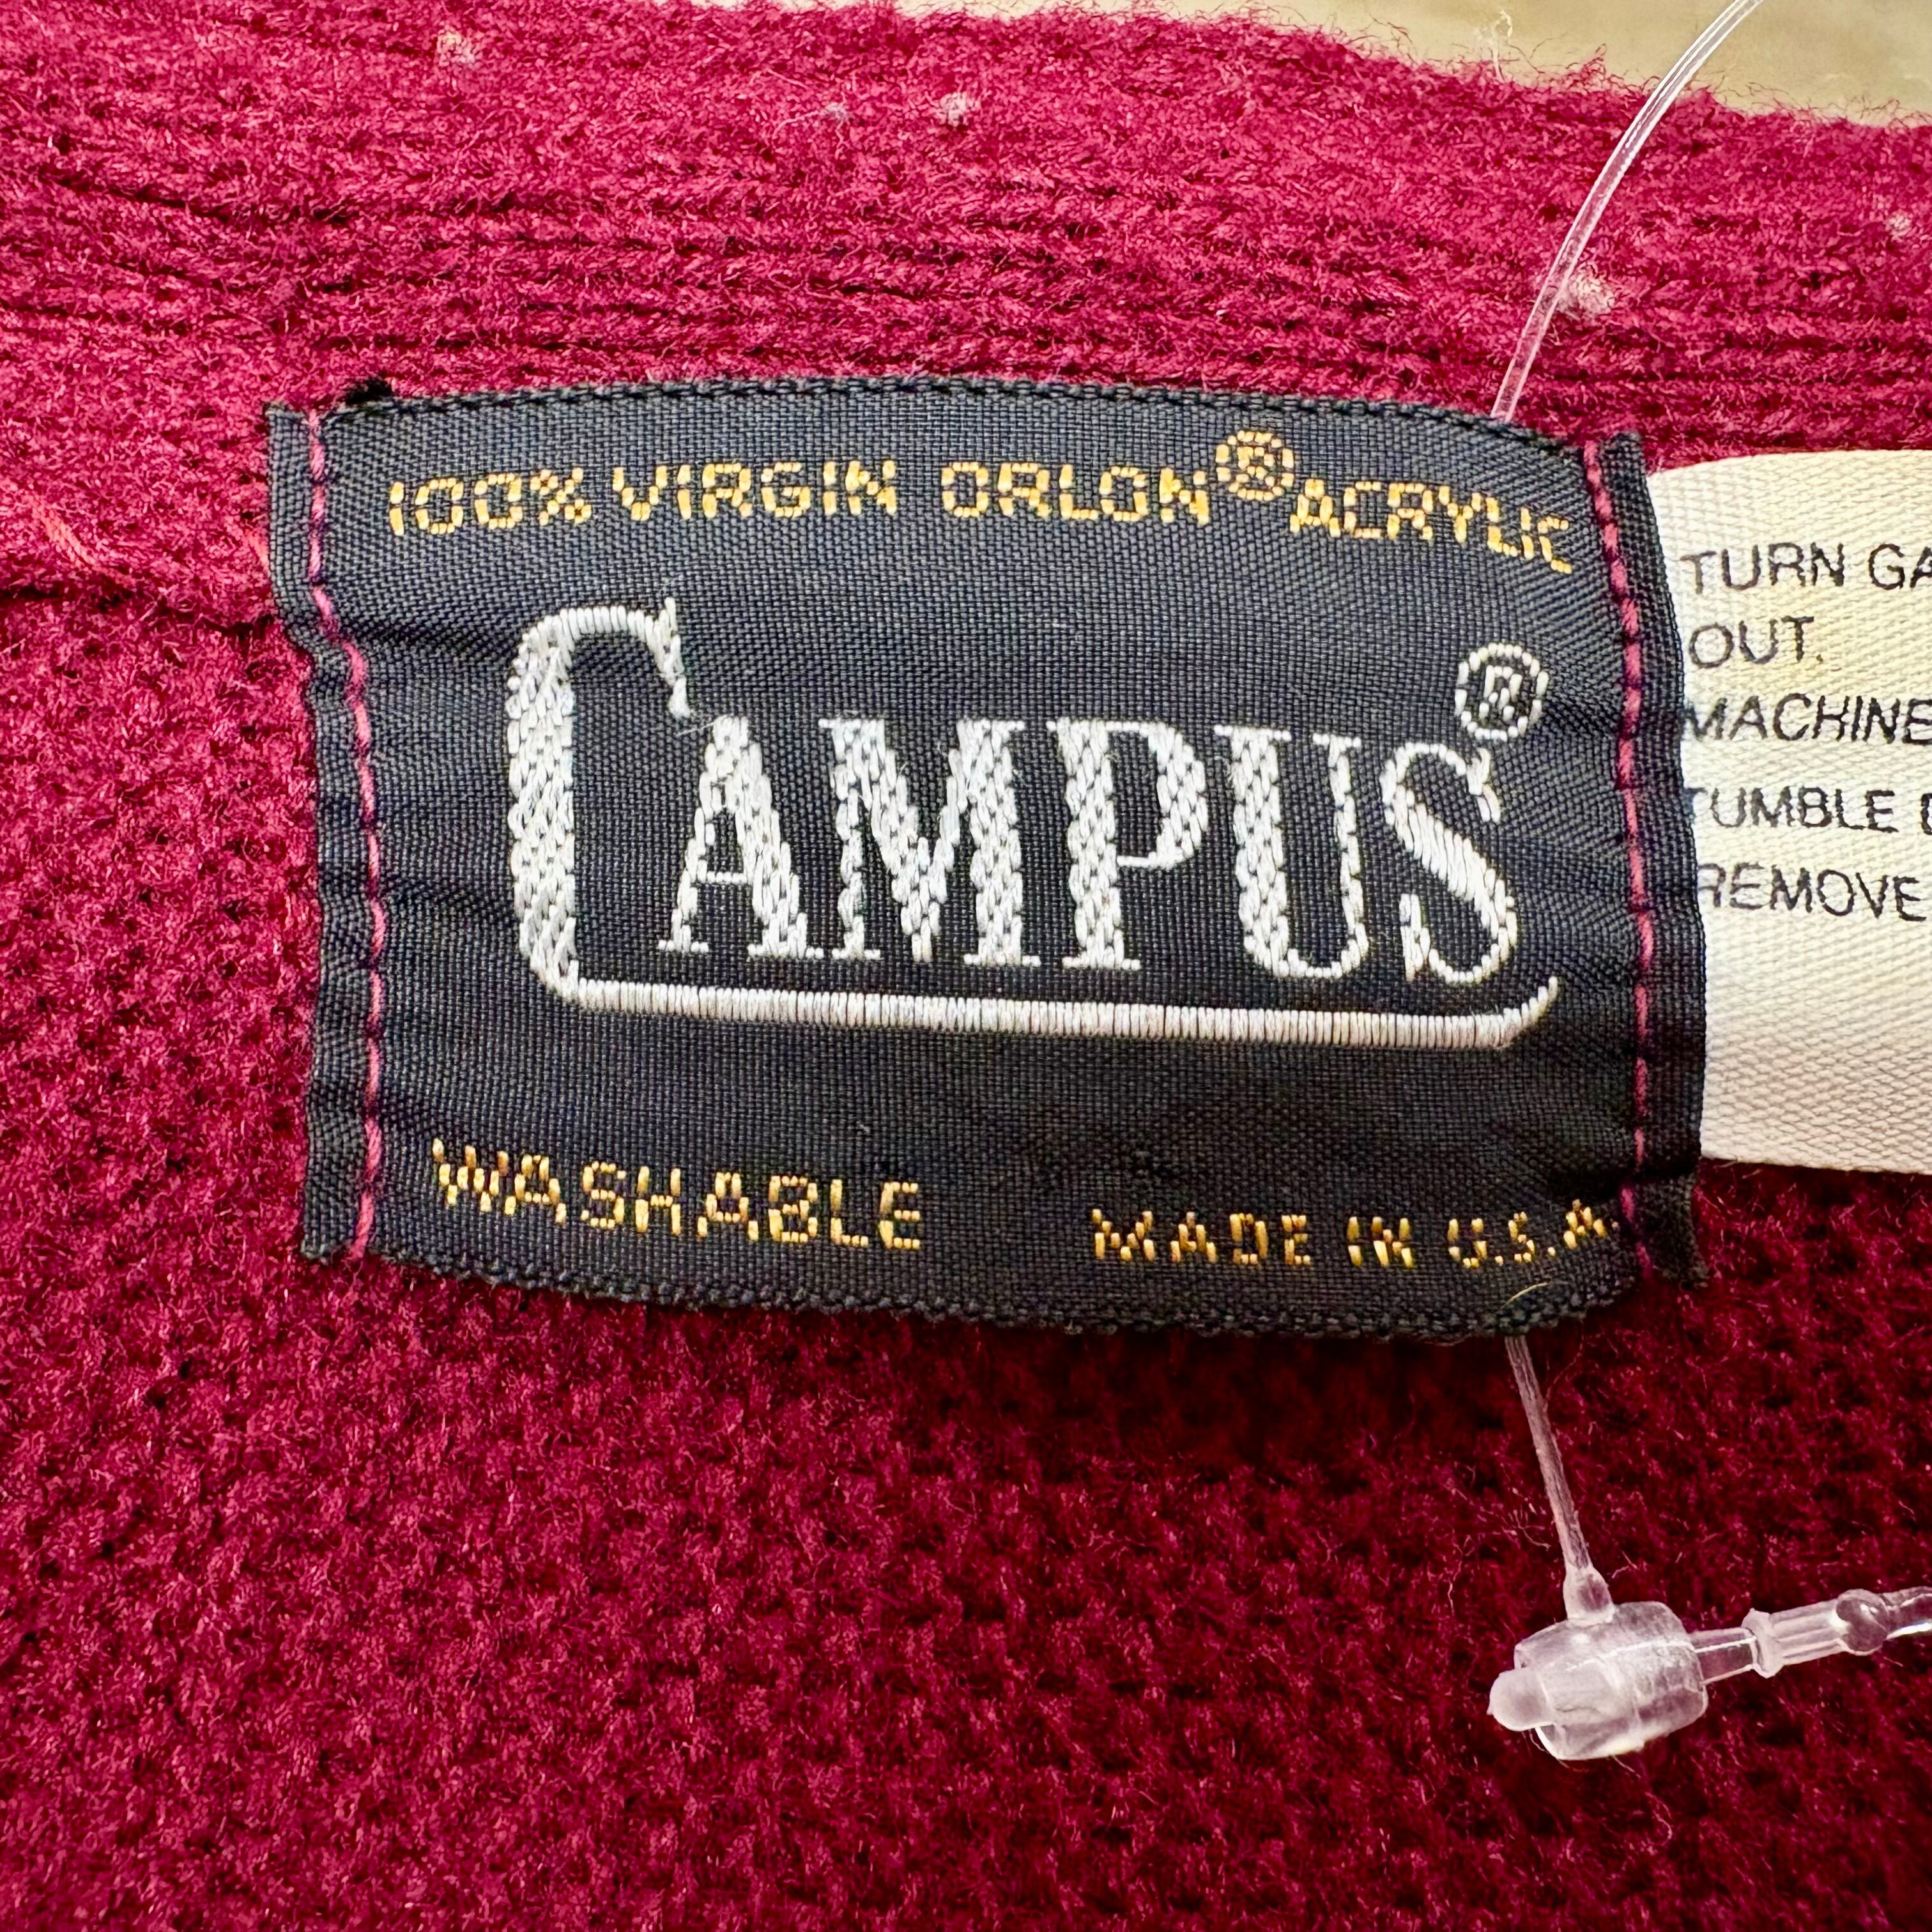 100% VIRGIN ORLON® ACRYLIC
CAMPUS®
WASHABLE MADE IN U.S.A.
TURN GA
OUT.
MACHINE
TUMBLE
REMOVE